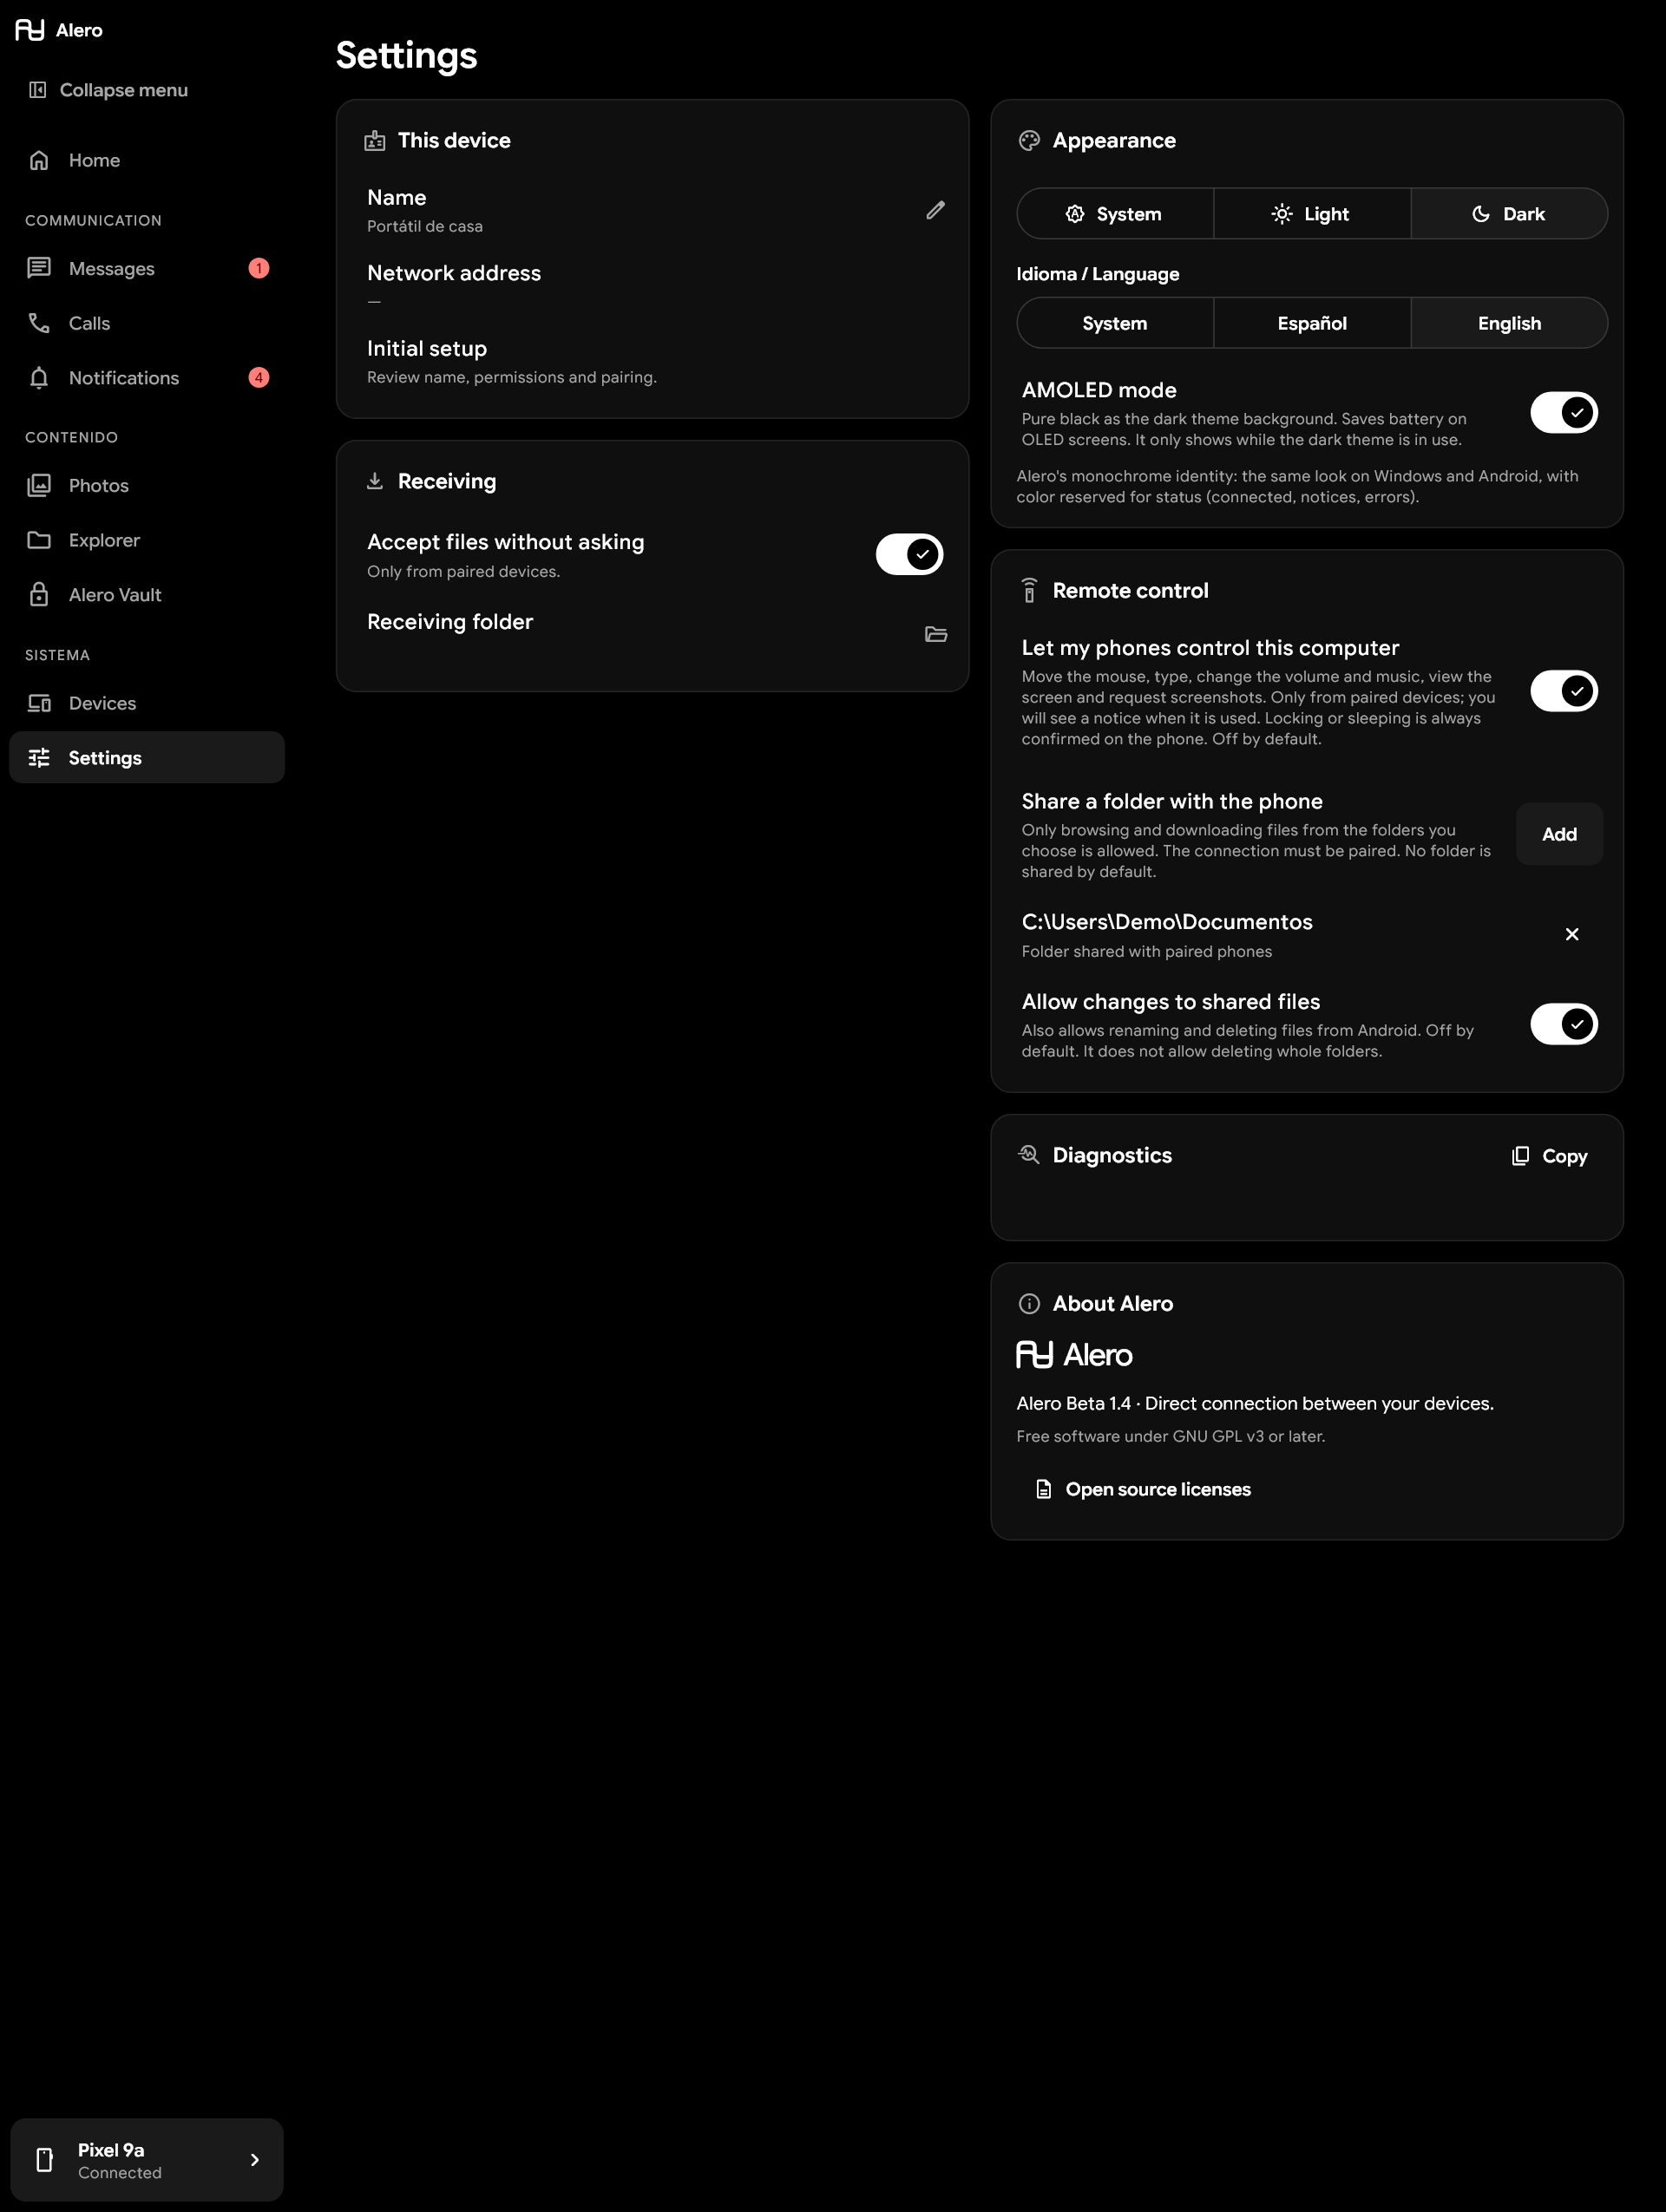 Alero
Collapse menu
Home
COMMUNICATION
Messages 1
Calls
Notifications 4
CONTENIDO
Photos
Explorer
Alero Vault
SISTEMA
Devices
Settings
Pixel 9a
Connected
Settings
This device
Name
Portátil de casa
Network address
—
Initial setup
Review name, permissions and pairing.
Receiving
Accept files without asking
Only from paired devices.
Receiving folder
Appearance
System Light Dark
Idioma / Language
System Español English
AMOLED mode
Pure black as the dark theme background. Saves battery on
OLED screens. It only shows while the dark theme is in use.
Alero's monochrome identity: the same look on Windows and Android, with
color reserved for status (connected, notices, errors).
Remote control
Let my phones control this computer
Move the mouse, type, change the volume and music, view the
screen and request screenshots. Only from paired devices; you
will see a notice when it is used. Locking or sleeping is always
confirmed on the phone. Off by default.
Share a folder with the phone
Only browsing and downloading files from the folders you
choose is allowed. The connection must be paired. No folder is
shared by default.
Add
C:\Users\Demo\Documentos
Folder shared with paired phones
Allow changes to shared files
Also allows renaming and deleting files from Android. Off by
default. It does not allow deleting whole folders.
Diagnostics
Copy
About Alero
Alero
Alero Beta 1.4 · Direct connection between your devices.
Free software under GNU GPL v3 or later.
Open source licenses